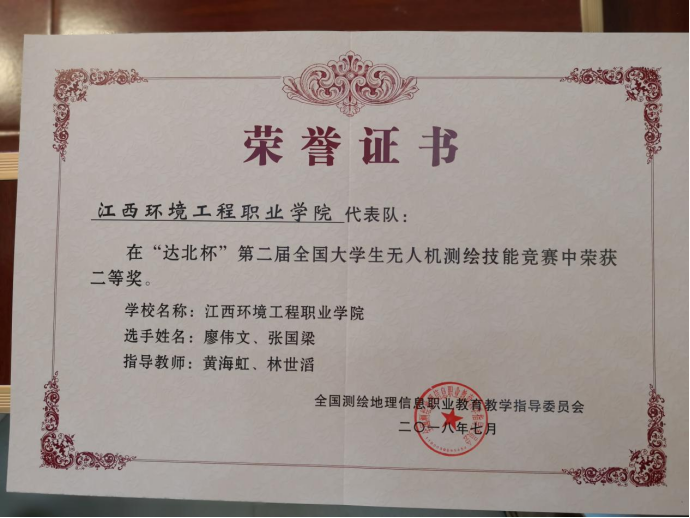 荣誉证书
江西环境工程职业学院 代表队:
在“达北杯”第二届全国大学生无人机测绘技能竞赛中荣获
二等奖。
学校名称:江西环境工程职业学院
选手姓名:廖伟文、张国梁
指导教师:黄海虹、林世滔
全国测绘地理信息职业教育教学指导委员会
二〇一八年七月